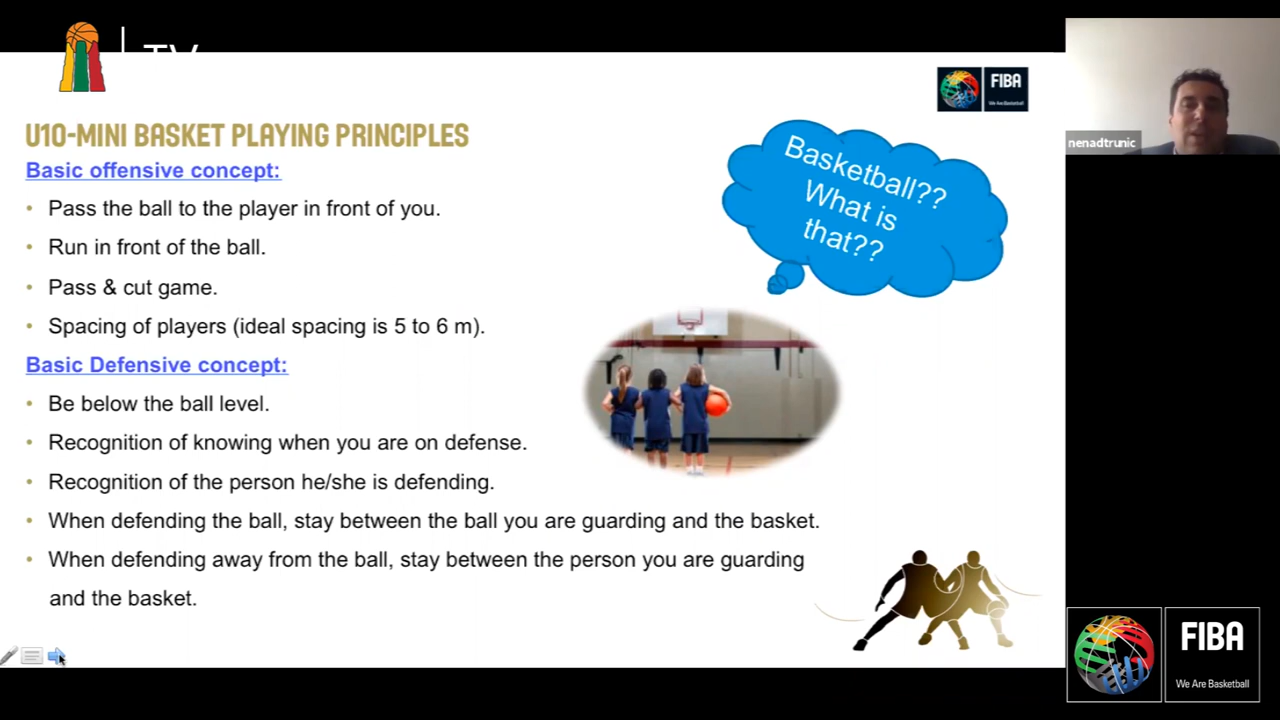 TV
FIBA
We Are Basketball
nenadtrunic
U10-MINI BASKET PLAYING PRINCIPLES
Basic offensive concept:
• Pass the ball to the player in front of you.
• Run in front of the ball.
• Pass & cut game.
• Spacing of players (ideal spacing is 5 to 6 m).
Basic Defensive concept:
• Be below the ball level.
• Recognition of knowing when you are on defense.
• Recognition of the person he/she is defending.
• When defending the ball, stay between the ball you are guarding and the basket.
• When defending away from the ball, stay between the person you are guarding
and the basket.
Basketball??
What is
that??
FIBA
We Are Basketball